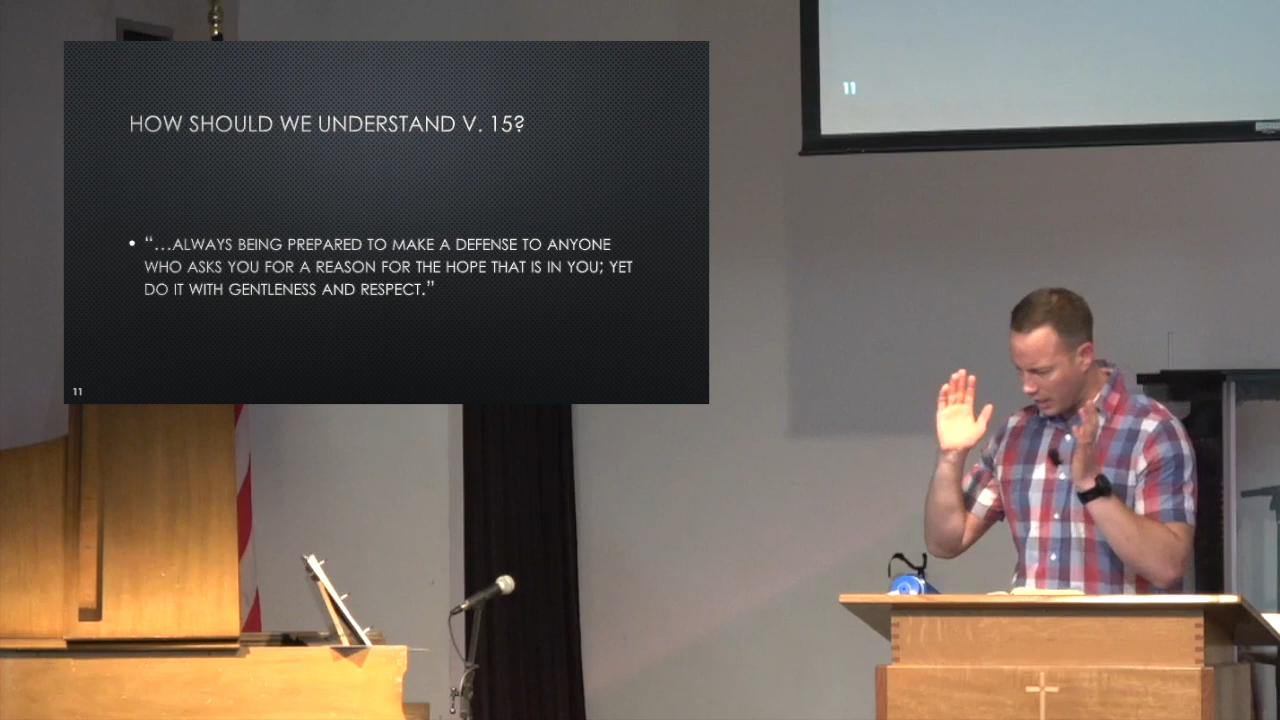 HOW SHOULD WE UNDERSTAND V. 15?
• “…ALWAYS BEING PREPARED TO MAKE A DEFENSE TO ANYONE
WHO ASKS YOU FOR A REASON FOR THE HOPE THAT IS IN YOU; YET
DO IT WITH GENTLENESS AND RESPECT.”
11
11